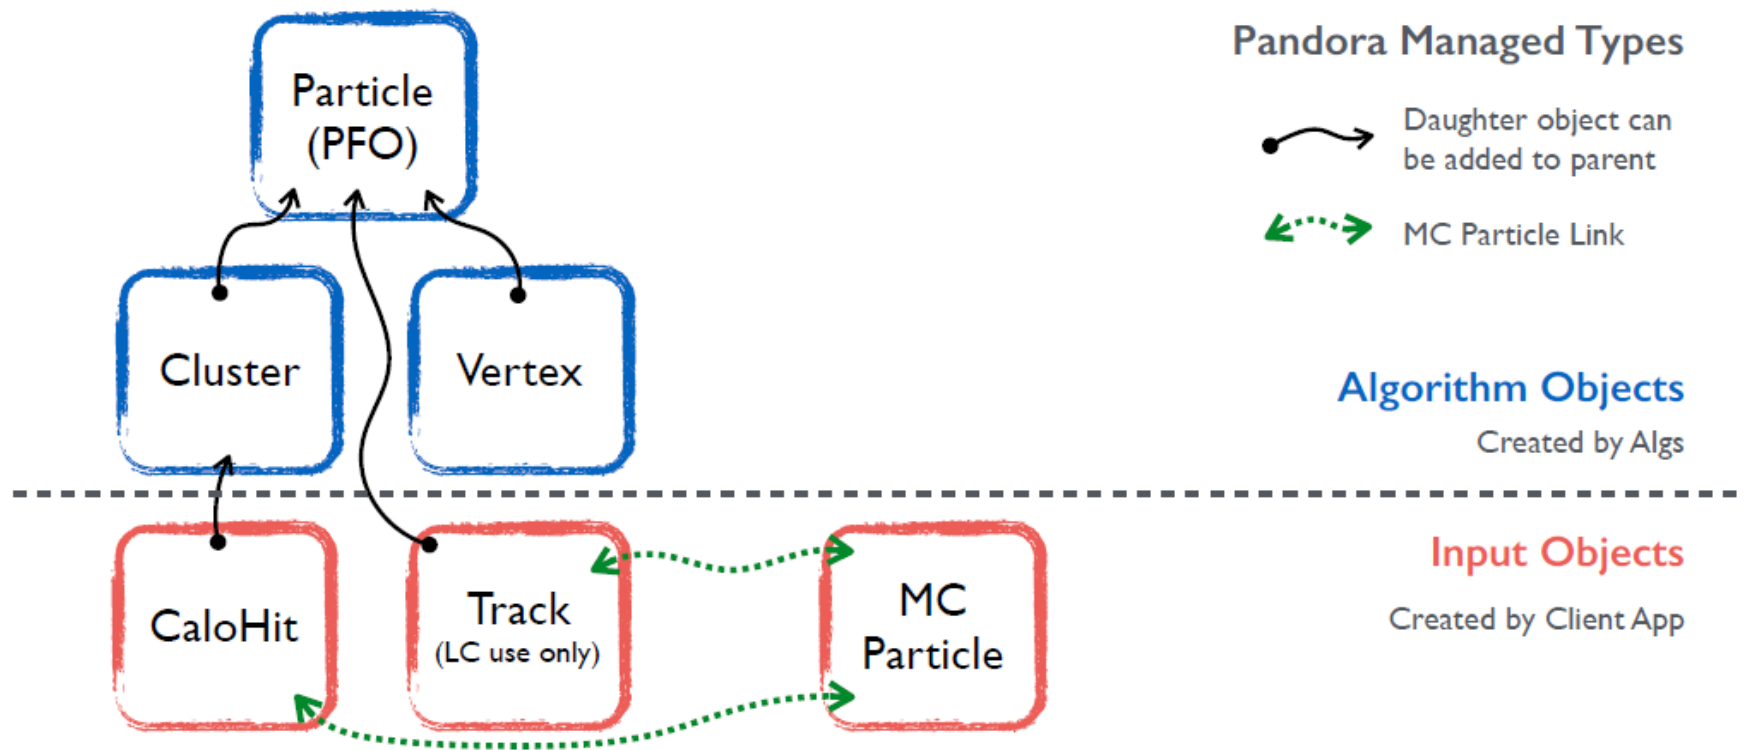 Pandora Managed Types
Particle
(PFO)
Daughter object can
be added to parent
MC Particle Link
Cluster
Vertex
Algorithm Objects
Created by Algs
CaloHit
Track
(LC use only)
MC
Particle
Input Objects
Created by Client App